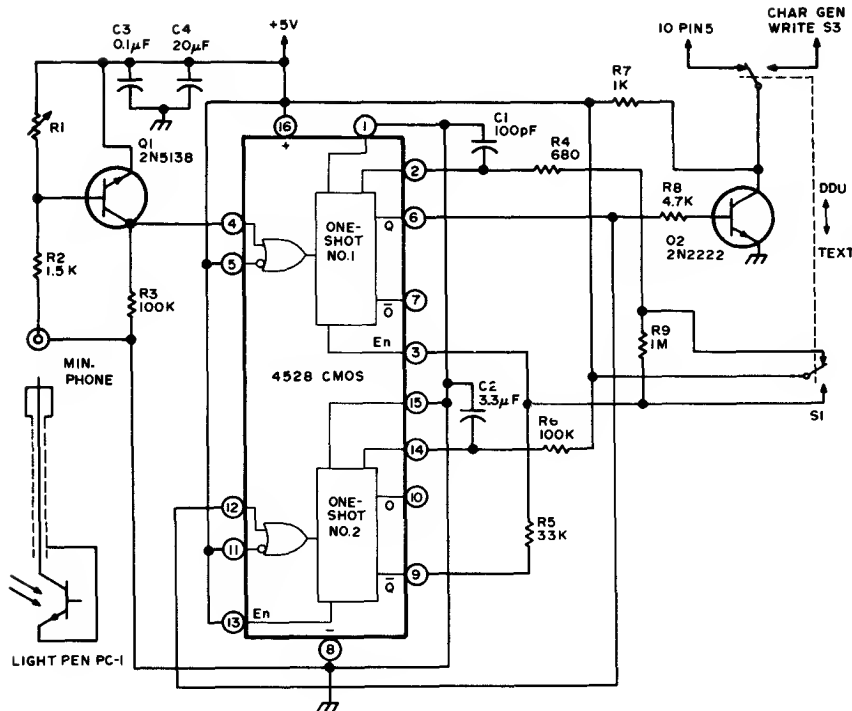 C3
0.1µF
C4
20µF
+5V
R1
Q1
2N5138
R2
1.5 K
R3
100K
MIN.
PHONE
LIGHT PEN PC-1
16
+
1
C1
100pF
2
R4
680
ONE-
SHOT
NO.1
4
5
Q
6
Q̅
7
En
3
4528 CMOS
15
C2
3.3µF
14
R6
100K
ONE-
SHOT
NO.2
12
11
Q
10
Q̅
9
R5
33K
13
En
−
8
IO PIN5
CHAR GEN
WRITE S3
R7
1K
R8
4.7K
Q2
2N2222
DDU
TEXT
R9
1M
S1